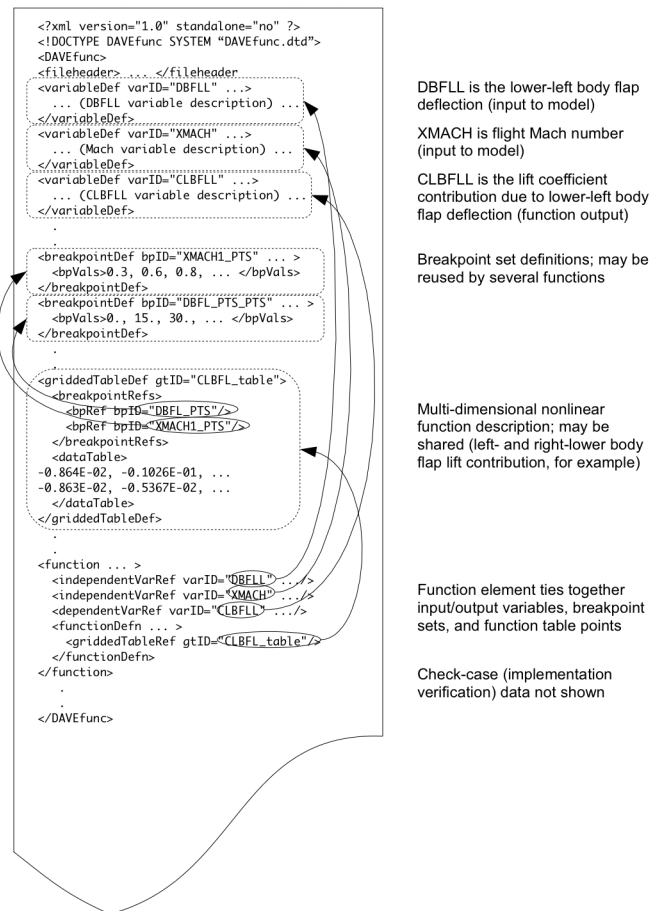 <?xml version="1.0" standalone="no" ?>
<!DOCTYPE DAVEfunc SYSTEM “DAVEfunc.dtd”>
<DAVEfunc>
<fileheader> ... </fileheader
<variableDef varID="DBFLL" ...>
... (DBFLL variable description) ...
</variableDef>
<variableDef varID="XMACH" ...>
... (Mach variable description) ...
</variableDef>
<variableDef varID="CLBFLL" ...>
... (CLBFLL variable description) ...
</variableDef>
.
.
<breakpointDef bpID="XMACH1_PTS" ... >
<bpVals>0.3, 0.6, 0.8, ... </bpVals>
</breakpointDef>
<breakpointDef bpID="DBFL_PTS_PTS" ... >
<bpVals>0., 15., 30., ... </bpVals>
</breakpointDef>
.
.
<griddedTableDef gtID="CLBFL_table">
<breakpointRefs>
<bpRef bpID="DBFL_PTS"/>
<bpRef bpID="XMACH1_PTS"/>
</breakpointRefs>
<dataTable>
-0.864E-02, -0.1026E-01, ...
-0.863E-02, -0.5367E-02, ...
</dataTable>
</griddedTableDef>
.
.
<function ... >
<independentVarRef varID="DBFLL" .../>
<independentVarRef varID="XMACH" .../>
<dependentVarRef varID="CLBFLL" .../>
<functionDefn ... >
<griddedTableRef gtID="CLBFL_table"/>
</functionDefn>
</function>
.
.
</DAVEfunc>
DBFLL is the lower-left body flap
deflection (input to model)
XMACH is flight Mach number
(input to model)
CLBFLL is the lift coefficient
contribution due to lower-left body
flap deflection (function output)
Breakpoint set definitions; may be
reused by several functions
Multi-dimensional nonlinear
function description; may be
shared (left- and right-lower body
flap lift contribution, for example)
Function element ties together
input/output variables, breakpoint
sets, and function table points
Check-case (implementation
verification) data not shown